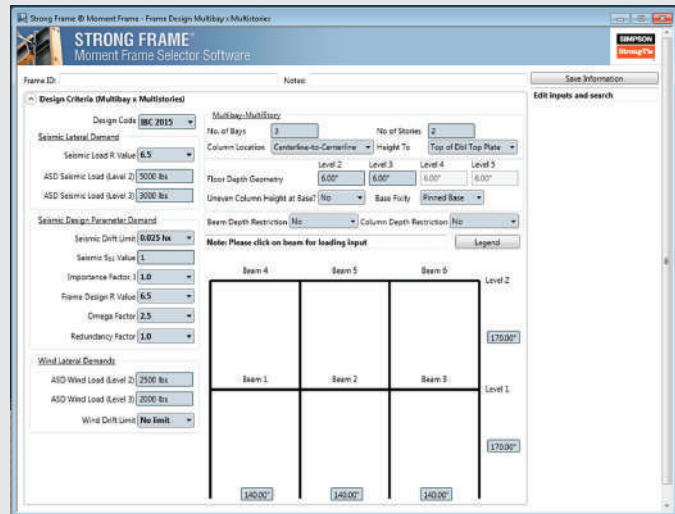 Strong Frame ® Moment Frame - Frame Design Multibay x Multistories
STRONG FRAME®
Moment Frame Selector Software
SIMPSON
StrongTie
Frame ID:
Notes:
Save Information
Edit inputs and search
Design Criteria (Multibay x Multistories)
Design Code IBC 2015
Seismic Lateral Demand
Seismic Load R Value 6.5
ASD Seismic Load (Level 2) 5000 lbs
ASD Seismic Load (Level 3) 3000 lbs
Seismic Design Parameter Demand
Seismic Drift Limit 0.025 hx
Seismic SDS Value 1
Importance Factor I 1.0
Frame Design R Value 6.5
Omega Factor 2.5
Redundancy Factor 1.0
Wind Lateral Demands
ASD Wind Load (Level 2) 2500 lbs
ASD Wind Load (Level 3) 2000 lbs
Wind Drift Limit No limit
Multibay-MultiStory
No. of Bays 3 No of Stories 2
Column Location Centerline-to-Centerline Height To Top of Dbl Top Plate
Level 2 Level 3 Level 4 Level 5
Floor Depth Geometry 6.00" 6.00" 6.00" 6.00"
Uneven Column Height at Base? No Base Fixity Pinned Base
Beam Depth Restriction No Column Depth Restriction No
Note: Please click on beam for loading input
Legend
Beam 4 Beam 5 Beam 6
Level 2
170.00"
Beam 1 Beam 2 Beam 3
Level 1
170.00"
140.00" 140.00" 140.00"